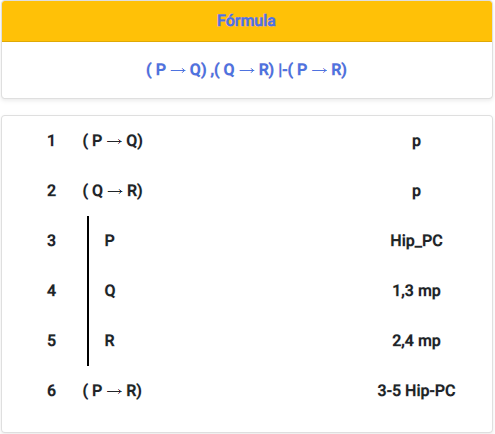 Fórmula
( P → Q) ,( Q → R) |-( P → R)
1 ( P → Q) p
2 ( Q → R) p
3 P Hip_PC
4 Q 1,3 mp
5 R 2,4 mp
6 ( P → R) 3-5 Hip-PC